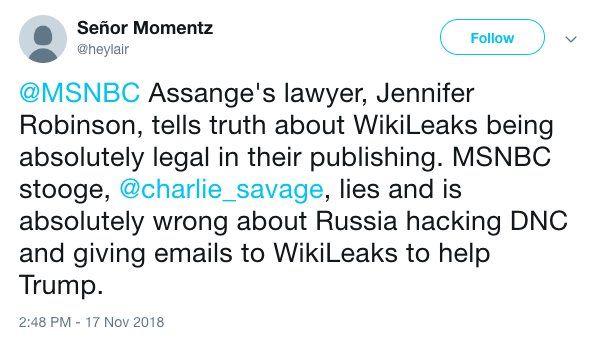 Señor Momentz
@heylair
Follow
@MSNBC Assange's lawyer, Jennifer
Robinson, tells truth about WikiLeaks being
absolutely legal in their publishing. MSNBC
stooge, @charlie_savage, lies and is
absolutely wrong about Russia hacking DNC
and giving emails to WikiLeaks to help
Trump.
2:48 PM - 17 Nov 2018